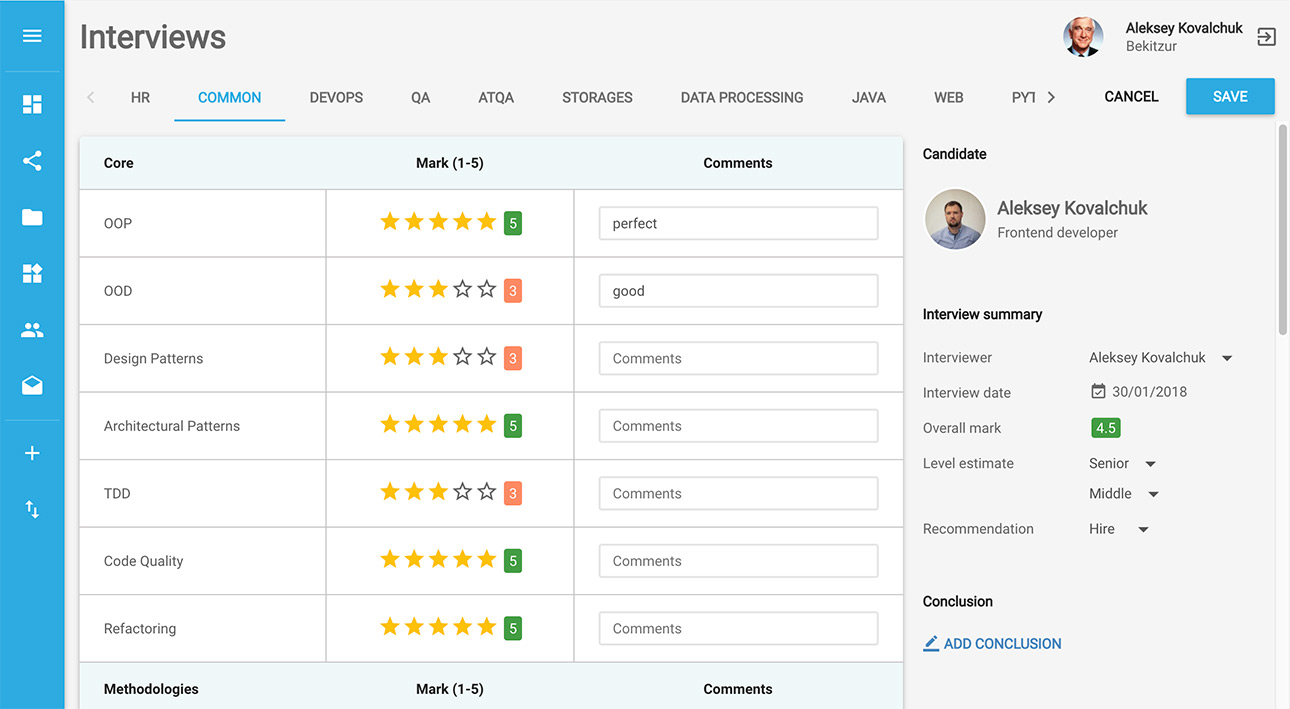 Interviews
Aleksey Kovalchuk
Bekitzur
HR COMMON DEVOPS QA ATQA STORAGES DATA PROCESSING JAVA WEB PYT CANCEL SAVE
Core Mark (1-5) Comments
OOP 5 perfect
OOD 3 good
Design Patterns 3 Comments
Architectural Patterns 5 Comments
TDD 3 Comments
Code Quality 5 Comments
Refactoring 5 Comments
Methodologies Mark (1-5) Comments
Candidate
Aleksey Kovalchuk
Frontend developer
Interview summary
Interviewer Aleksey Kovalchuk
Interview date 30/01/2018
Overall mark 4.5
Level estimate Senior
Middle
Recommendation Hire
Conclusion
ADD CONCLUSION